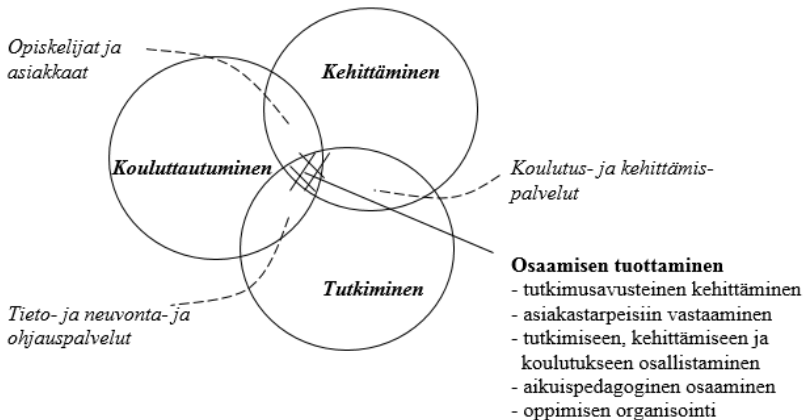 Opiskelijat ja
asiakkaat
Kehittäminen
Kouluttautuminen
Koulutus- ja kehittämis-
palvelut
Tutkiminen
Tieto- ja neuvonta- ja
ohjauspalvelut
Osaamisen tuottaminen
- tutkimusavusteinen kehittäminen
- asiakastarpeisiin vastaaminen
- tutkimiseen, kehittämiseen ja
koulutukseen osallistaminen
- aikuispedagoginen osaaminen
- oppimisen organisointi